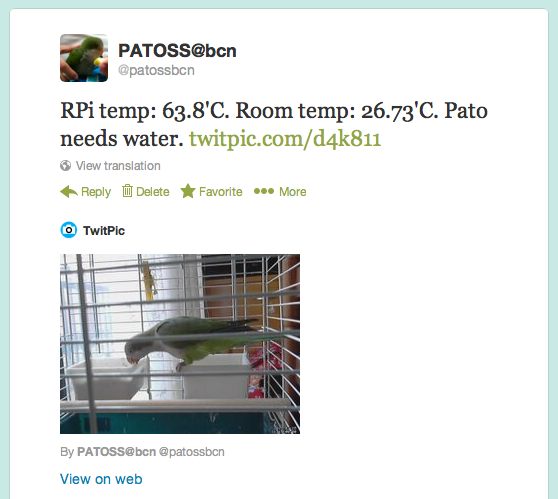 PATOSS@bcn
@patossbcn
RPi temp: 63.8'C. Room temp: 26.73'C. Pato
needs water. twitpic.com/d4k811
View translation
Reply Delete Favorite More
TwitPic
By PATOSS@bcn @patossbcn
View on web